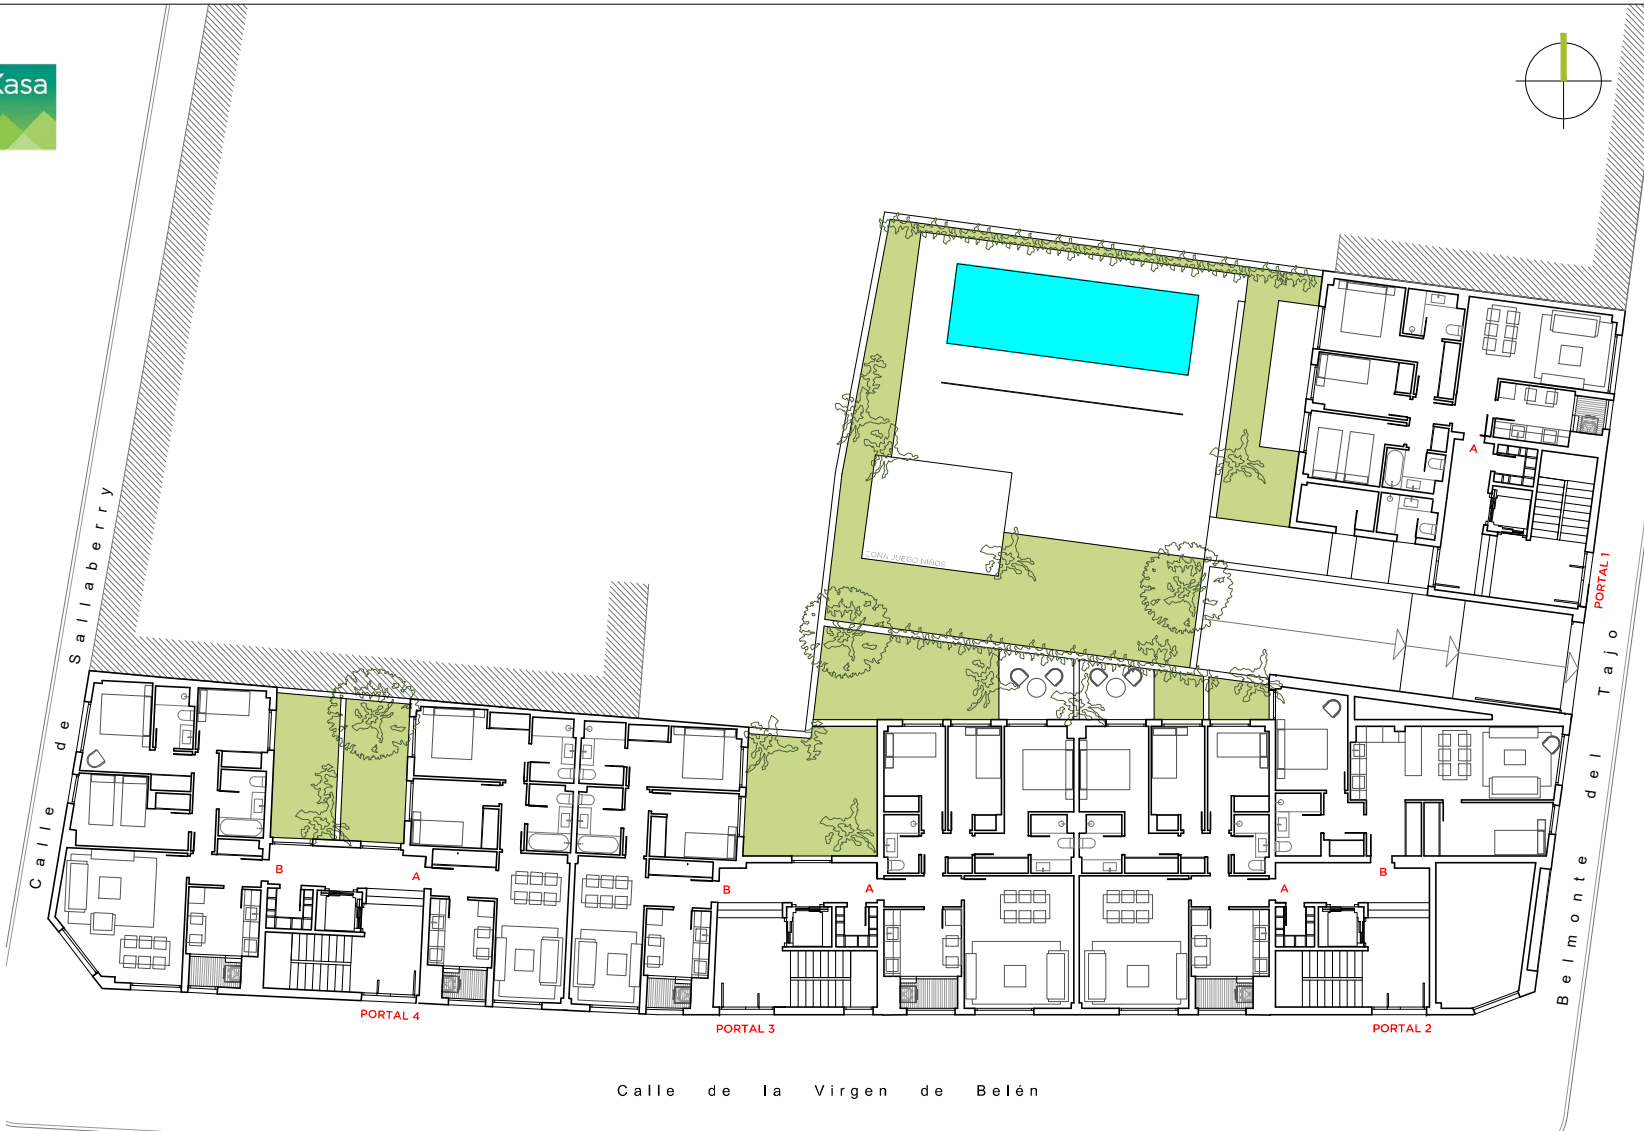 Kasa
Calle de Sallaberry
ZONA JUEGO NIÑOS
A
PORTAL 1
Belmonte del Tajo
B
A
B
A
A
B
PORTAL 4
PORTAL 3
PORTAL 2
Calle de la Virgen de Belén